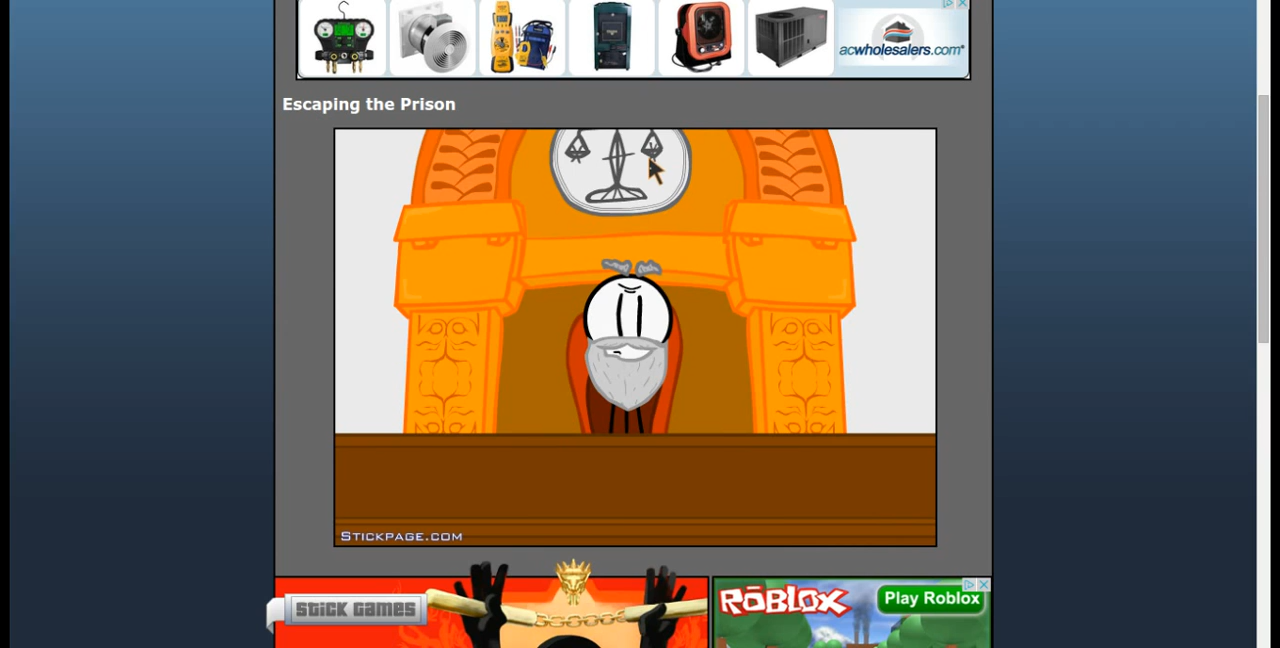 acwholesalers.com®
Escaping the Prison
STICKPAGE.COM
STICK GAMES
ROBLOX
Play Roblox